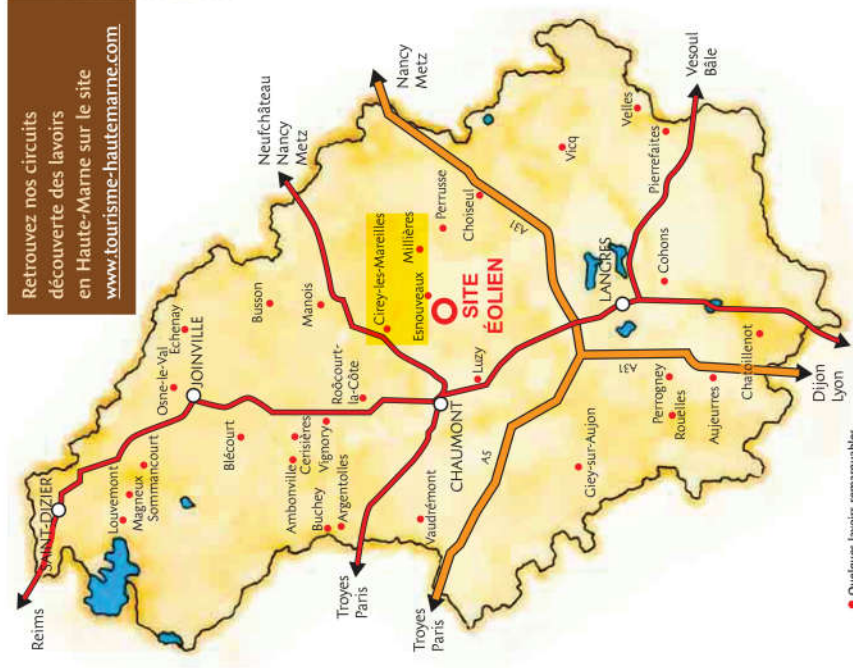 Retrouvez nos circuits
découverte des lavoirs
en Haute-Marne sur le site
www.tourisme-hautemarne.com
Reims
SAINT-DIZIER
Louvemont
Magneux
Sommancourt
Osne-le-Val
Echenay
JOINVILLE
Blécourt
Busson
Neufchâteau
Nancy
Metz
Ambonville
Cerisières
Buchey
Vignory
Argentolles
Roôcourt-
la-Côte
Manois
Cirey-les-Mareilles
Millières
Esnouveaux
Perrusse
Nancy
Metz
Troyes
Paris
Vaudrémont
CHAUMONT
SITE
ÉOLIEN
Luzy
Choiseul
A31
Troyes
Paris
A5
Giey-sur-Aujon
Vicq
Velles
Vesoul
Bâle
Pierrefaites
LANGRES
Cohons
A31
Perrogney
Rouelles
Aujeurres
Chatoillenot
Dijon
Lyon
Quelques lavoirs remarquables